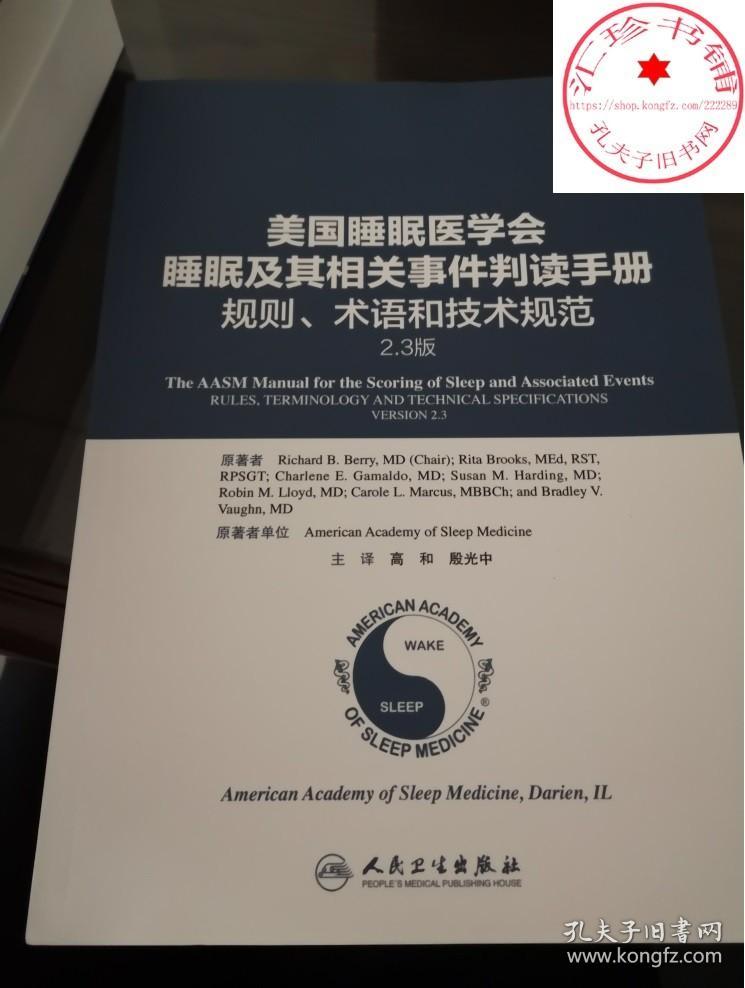 汇珍书铺
https://shop.kongfz.com/222289
孔夫子旧书网
美国睡眠医学会
睡眠及其相关事件判读手册
规则、术语和技术规范
2.3版
The AASM Manual for the Scoring of Sleep and Associated Events
RULES, TERMINOLOGY AND TECHNICAL SPECIFICATIONS
VERSION 2.3
原著者 Richard B. Berry, MD (Chair); Rita Brooks, MEd, RST,
RPSGT; Charlene E. Gamaldo, MD; Susan M. Harding, MD;
Robin M. Lloyd, MD; Carole L. Marcus, MBBCh; and Bradley V.
Vaughn, MD
原著者单位 American Academy of Sleep Medicine
主 译 高 和 殷光中
AMERICAN ACADEMY
WAKE
SLEEP
OF SLEEP MEDICINE®
American Academy of Sleep Medicine, Darien, IL
人民卫生出版社
PEOPLE'S MEDICAL PUBLISHING HOUSE
孔夫子旧书网
www.kongfz.com